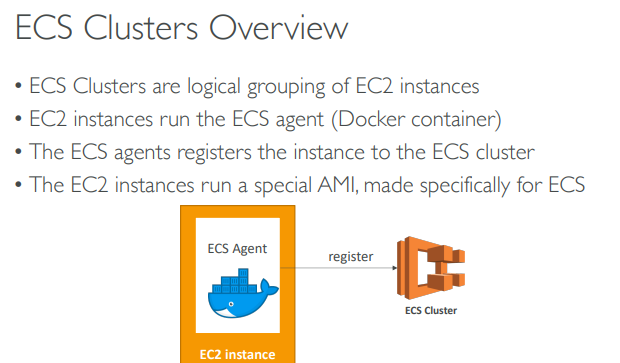 ECS Clusters Overview
• ECS Clusters are logical grouping of EC2 instances
• EC2 instances run the ECS agent (Docker container)
• The ECS agents registers the instance to the ECS cluster
• The EC2 instances run a special AMI, made specifically for ECS
ECS Agent
register
ECS Cluster
EC2 instance